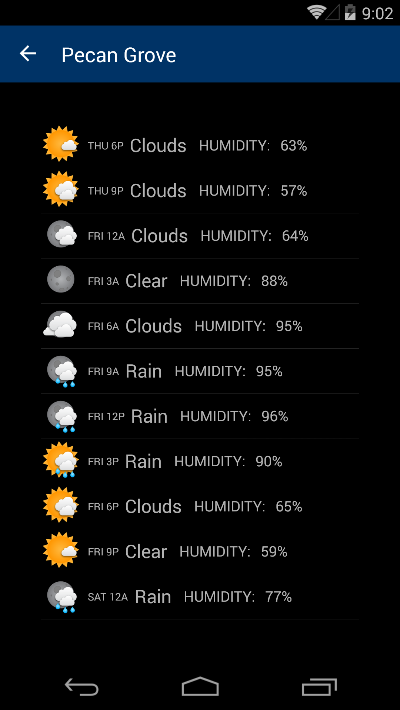 9:02
Pecan Grove
THU 6P Clouds HUMIDITY: 63%
THU 9P Clouds HUMIDITY: 57%
FRI 12A Clouds HUMIDITY: 64%
FRI 3A Clear HUMIDITY: 88%
FRI 6A Clouds HUMIDITY: 95%
FRI 9A Rain HUMIDITY: 95%
FRI 12P Rain HUMIDITY: 96%
FRI 3P Rain HUMIDITY: 90%
FRI 6P Clouds HUMIDITY: 65%
FRI 9P Clear HUMIDITY: 59%
SAT 12A Rain HUMIDITY: 77%